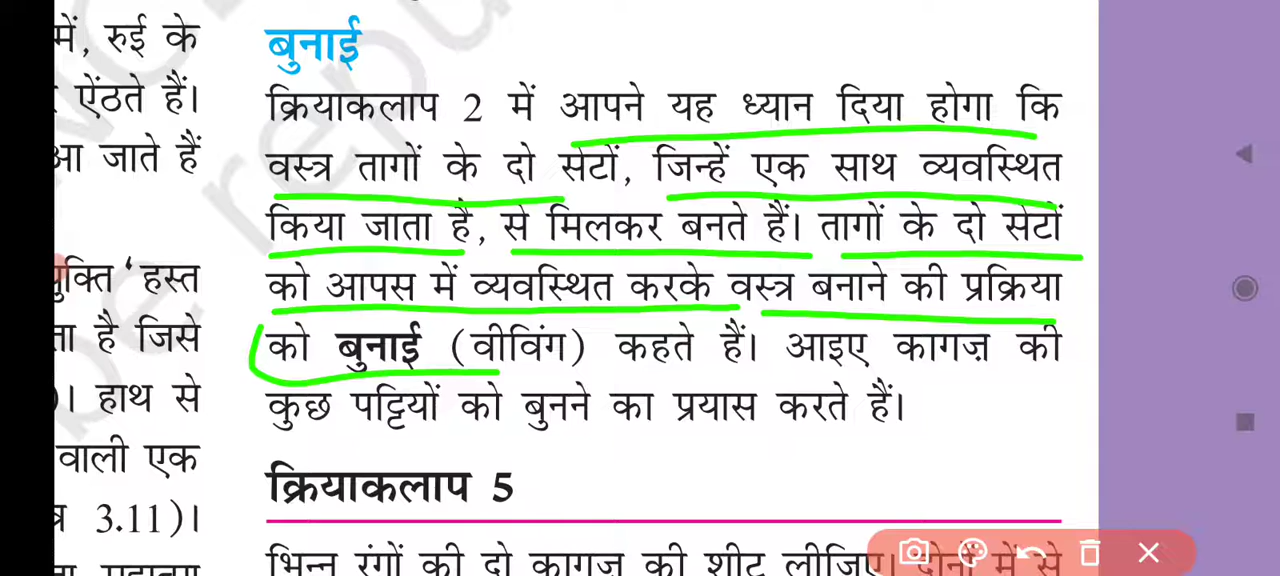 में, रुई के
ऐंठते हैं।
आ जाते हैं
युक्ति ‘हस्त
है जिसे
हाथ से
वाली एक
3.11)।
बुनाई
क्रियाकलाप 2 में आपने यह ध्यान दिया होगा कि
वस्त्र तागों के दो सेटों, जिन्हें एक साथ व्यवस्थित
किया जाता है, से मिलकर बनते हैं। तागों के दो सेटों
को आपस में व्यवस्थित करके वस्त्र बनाने की प्रक्रिया
को बुनाई (वीविंग) कहते हैं। आइए कागज़ की
कुछ पट्टियों को बुनने का प्रयास करते हैं।
क्रियाकलाप 5
भिन्न रंगों की दो कागज़ की शीट लीजिए। दोनों में से